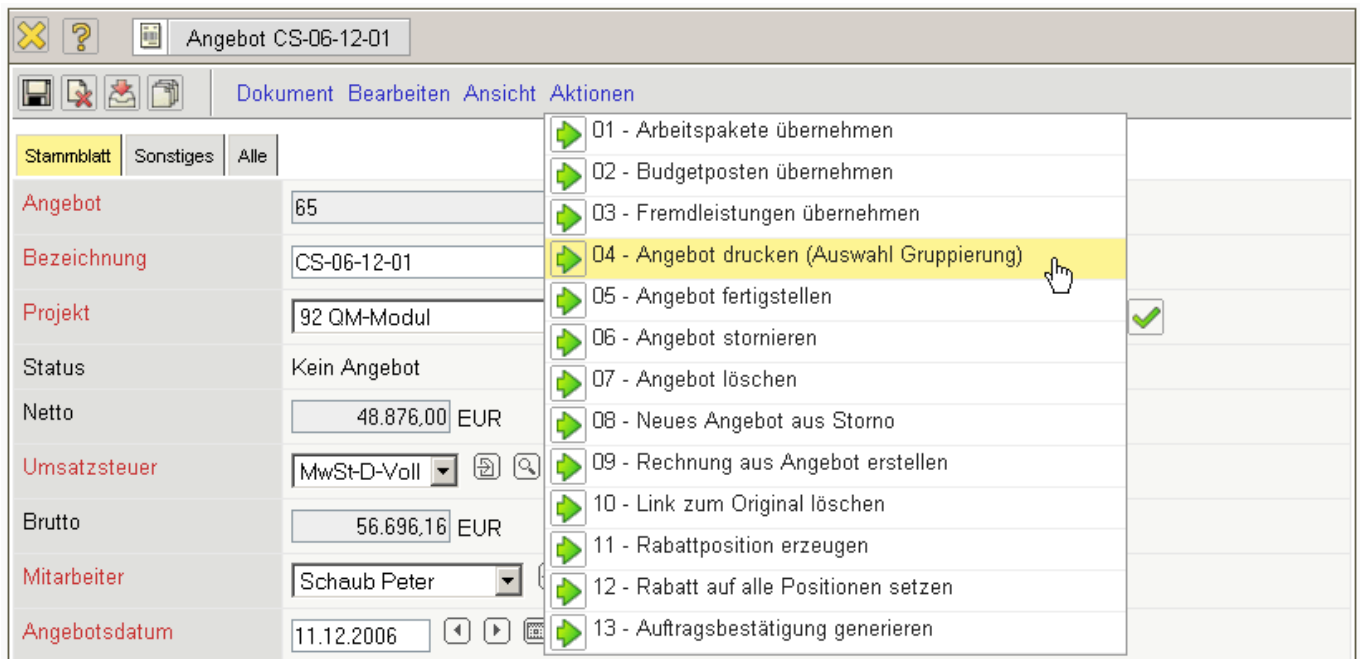 Angebot CS-06-12-01
Dokument Bearbeiten Ansicht Aktionen
Stammblatt Sonstiges Alle
01 - Arbeitspakete übernehmen
02 - Budgetposten übernehmen
03 - Fremdleistungen übernehmen
04 - Angebot drucken (Auswahl Gruppierung)
05 - Angebot fertigstellen
06 - Angebot stornieren
07 - Angebot löschen
08 - Neues Angebot aus Storno
09 - Rechnung aus Angebot erstellen
10 - Link zum Original löschen
11 - Rabattposition erzeugen
12 - Rabatt auf alle Positionen setzen
13 - Auftragsbestätigung generieren
Angebot 65
Bezeichnung CS-06-12-01
Projekt 92 QM-Modul
Status Kein Angebot
Netto 48.876,00 EUR
Umsatzsteuer MwSt-D-Voll
Brutto 56.696,16 EUR
Mitarbeiter Schaub Peter
Angebotsdatum 11.12.2006